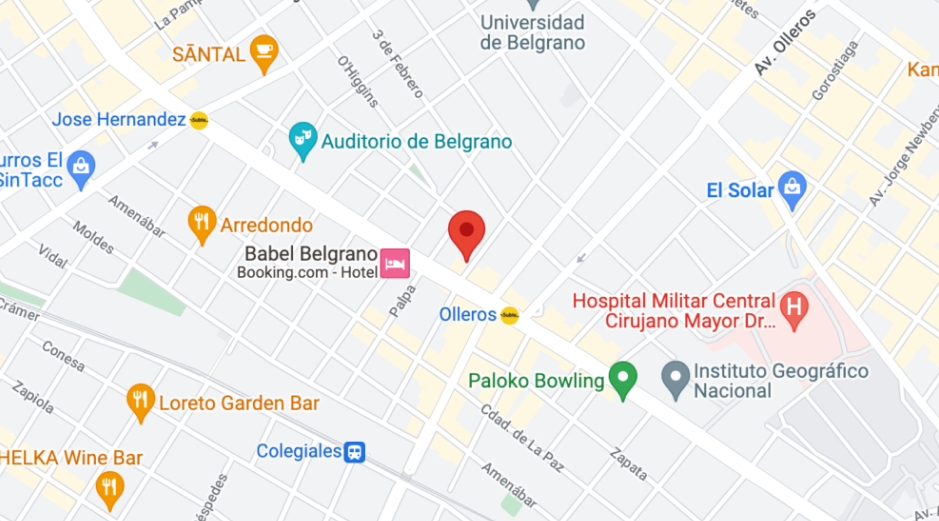 La Pamp
Universidad
de Belgrano
Av. Olleros
Gorostiaga
SĀNTAL
3 de Febrero
O'Higgins
Kan
Jose Hernandez
Auditorio de Belgrano
Av. Jorge Newbery
urros El
SinTacc
El Solar
Amenábar
Arredondo
Moldes
Vidal
Babel Belgrano
Booking.com - Hotel
Palpa
Olleros
Hospital Militar Central
Cirujano Mayor Dr...
Crámer
Conesa
Paloko Bowling
Instituto Geográfico
Nacional
Zapiola
Loreto Garden Bar
Cdad. de La Paz
Colegiales
HELKA Wine Bar
Zapata
Amenábar
éspedes
Av. A